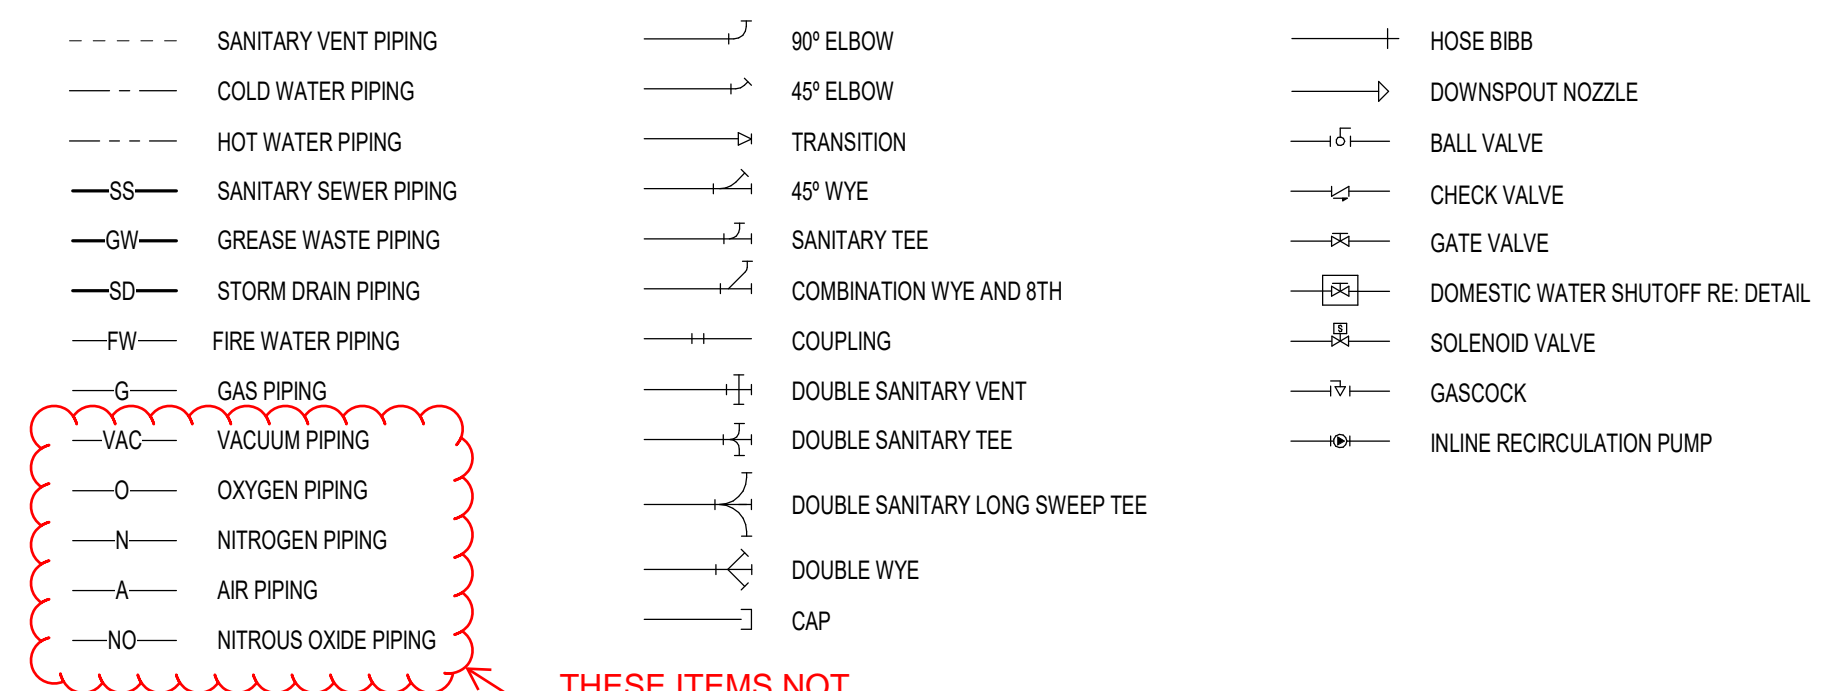 SANITARY VENT PIPING
COLD WATER PIPING
HOT WATER PIPING
SS SANITARY SEWER PIPING
GW GREASE WASTE PIPING
SD STORM DRAIN PIPING
FW FIRE WATER PIPING
G GAS PIPING
VAC VACUUM PIPING
O OXYGEN PIPING
N NITROGEN PIPING
A AIR PIPING
NO NITROUS OXIDE PIPING
90º ELBOW
45º ELBOW
TRANSITION
45º WYE
SANITARY TEE
COMBINATION WYE AND 8TH
COUPLING
DOUBLE SANITARY VENT
DOUBLE SANITARY TEE
DOUBLE SANITARY LONG SWEEP TEE
DOUBLE WYE
CAP
THESE ITEMS NOT
HOSE BIBB
DOWNSPOUT NOZZLE
BALL VALVE
CHECK VALVE
GATE VALVE
DOMESTIC WATER SHUTOFF RE: DETAIL
S SOLENOID VALVE
GASCOCK
INLINE RECIRCULATION PUMP